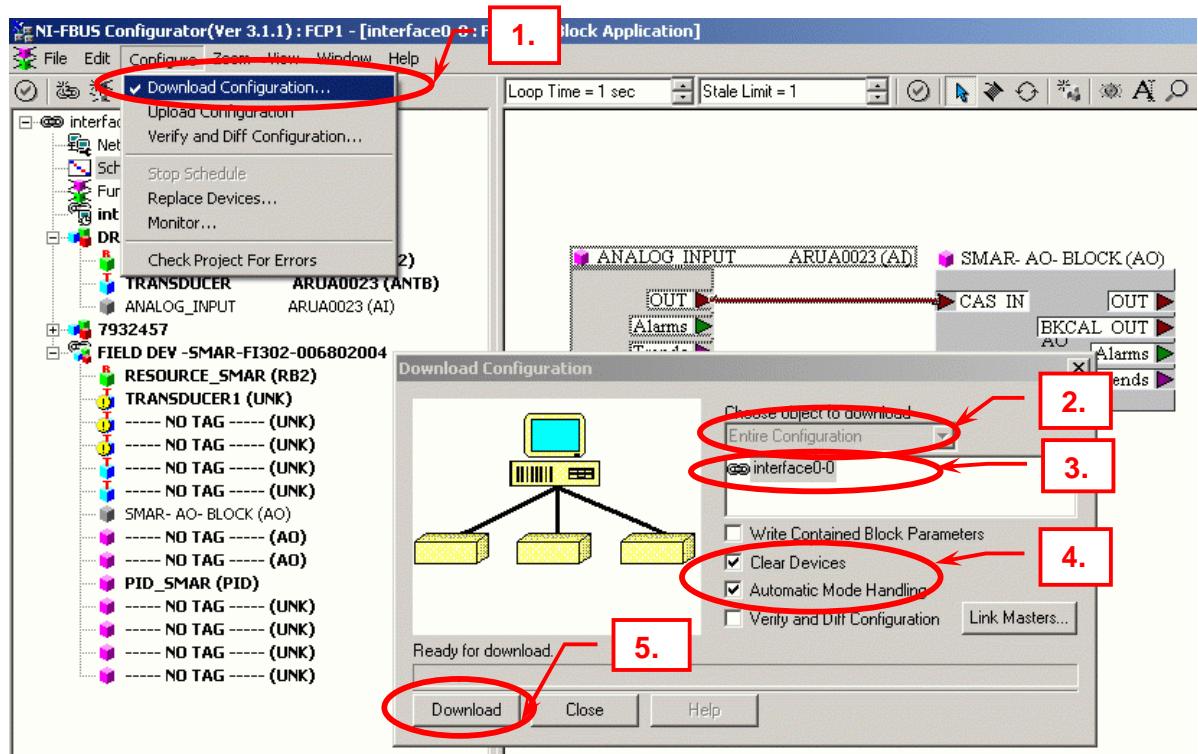 NI-FBUS Configurator(Ver 3.1.1) : FCP1 - [interface0-0 : F Block Application]
1.
File Edit Configure Zoom View Window Help
Download Configuration...
Upload Configuration
Verify and Diff Configuration...
Stop Schedule
Replace Devices...
Monitor...
Check Project For Errors
Loop Time = 1 sec
Stale Limit = 1
interfac
Net
Sch
Fur
int
DR
2)
TRANSDUCER ARUA0023 (ANTB)
ANALOG_INPUT ARUA0023 (AI)
7932457
FIELD DEV -SMAR-FI302-006802004
RESOURCE_SMAR (RB2)
TRANSDUCER1 (UNK)
----- NO TAG ----- (UNK)
----- NO TAG ----- (UNK)
----- NO TAG ----- (UNK)
----- NO TAG ----- (UNK)
SMAR- AO- BLOCK (AO)
----- NO TAG ----- (AO)
----- NO TAG ----- (AO)
PID_SMAR (PID)
----- NO TAG ----- (UNK)
----- NO TAG ----- (UNK)
----- NO TAG ----- (UNK)
----- NO TAG ----- (UNK)
ANALOG_INPUT ARUA0023 (AI)
OUT
Alarms
Trends
SMAR- AO- BLOCK (AO)
CAS IN
OUT
BKCAL OUT
AO
Alarms
ends
Download Configuration
Choose object to download
2.
Entire Configuration
interface0-0
3.
Write Contained Block Parameters
Clear Devices
4.
Automatic Mode Handling
Verify and Diff Configuration
Link Masters...
Ready for download.
5.
Download
Close
Help